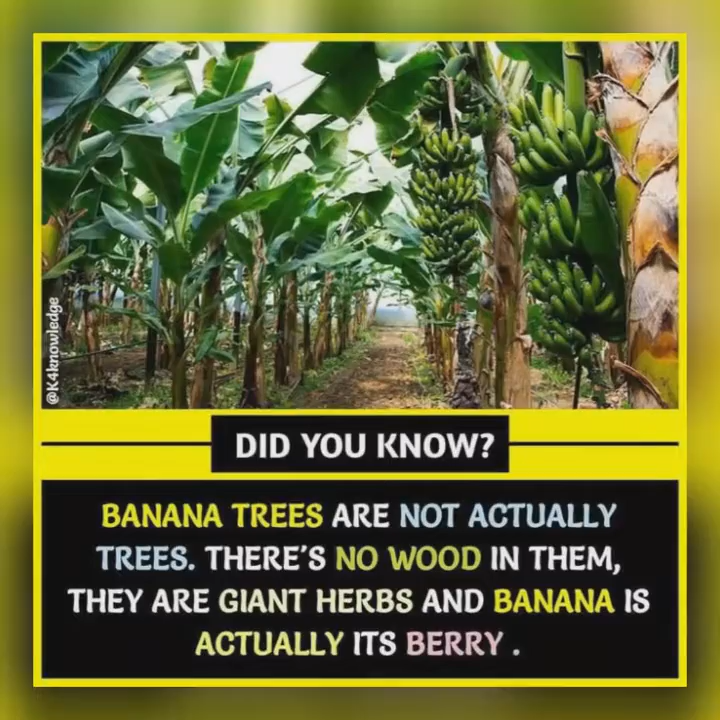 @K4knowledge
DID YOU KNOW?
BANANA TREES ARE NOT ACTUALLY
TREES. THERE'S NO WOOD IN THEM,
THEY ARE GIANT HERBS AND BANANA IS
ACTUALLY ITS BERRY .